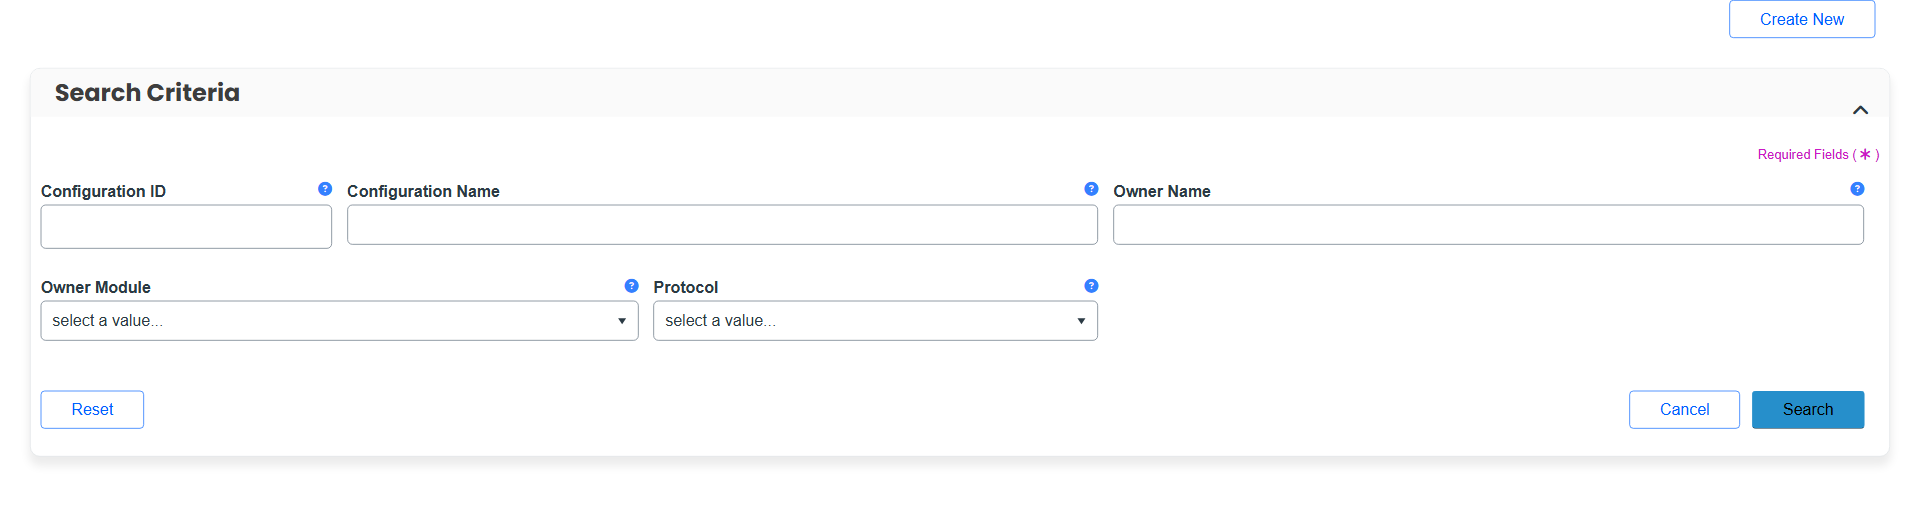 Create New
Search Criteria
Required Fields (✱)
Configuration ID ? Configuration Name ? Owner Name ?
Owner Module ? Protocol ?
select a value... select a value...
Reset Cancel Search